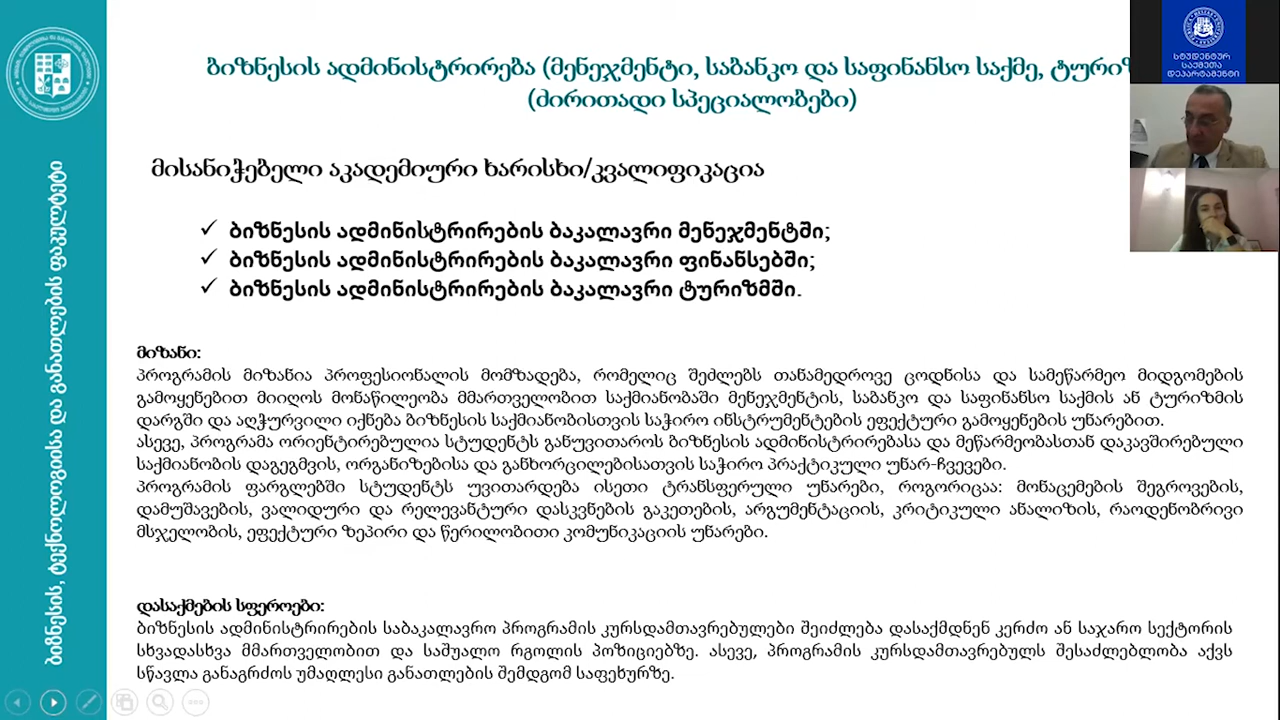 ბიზნესის ადმინისტრირება (მენეჯმენტი, საბანკო და საფინანსო საქმე,
(ძირითადი სპეციალობები)
მისანიჭებელი აკადემიური ხარისხი/კვალიფიკაცია
✓ ბიზნესის ადმინისტრირების ბაკალავრი მენეჯმენტში;
✓ ბიზნესის ადმინისტრირების ბაკალავრი ფინანსებში;
✓ ბიზნესის ადმინისტრირების ბაკალავრი ტურიზმში.
მიზანი:
პროგრამის მიზანია პროფესიონალის მომზადება, რომელიც შეძლებს თანამედროვე ცოდნისა და სამეწარმეო მიდგომების
გამოყენებით მიიღოს მონაწილეობა მმართველობით საქმიანობაში მენეჯმენტის, საბანკო და საფინანსო საქმის ან ტურიზმის
დარგში და აღჭურვილი იქნება ბიზნესის საქმიანობისთვის საჭირო ინსტრუმენტების ეფექტური გამოყენების უნარებით.
ასევე, პროგრამა ორიენტირებულია სტუდენტს განუვითაროს ბიზნესის ადმინისტრირებასა და მეწარმეობასთან დაკავშირებული
საქმიანობის დაგეგმვის, ორგანიზებისა და განხორციელებისათვის საჭირო პრაქტიკული უნარ-ჩვევები.
პროგრამის ფარგლებში სტუდენტს უვითარდება ისეთი ტრანსფერული უნარები, როგორიცაა: მონაცემების შეგროვების,
დამუშავების, ვალიდური და რელევანტური დასკვნების გაკეთების, არგუმენტაციის, კრიტიკული ანალიზის, რაოდენობრივი
მსჯელობის, ეფექტური ზეპირი და წერილობითი კომუნიკაციის უნარები.
დასაქმების სფეროები:
ბიზნესის ადმინისტრირების საბაკალავრო პროგრამის კურსდამთავრებულები შეიძლება დასაქმდნენ კერძო ან საჯარო სექტორის
სხვადასხვა მმართველობით და საშუალო რგოლის პოზიციებზე. ასევე, პროგრამის კურსდამთავრებულს შესაძლებლობა აქვს
სწავლა განაგრძოს უმაღლესი განათლების შემდგომ საფეხურზე.
ბიზნესის, ტექნოლოგიისა და განათლების ფაკულტეტი
სტუდენტურ
საქმეთა
დეპარტამენტი